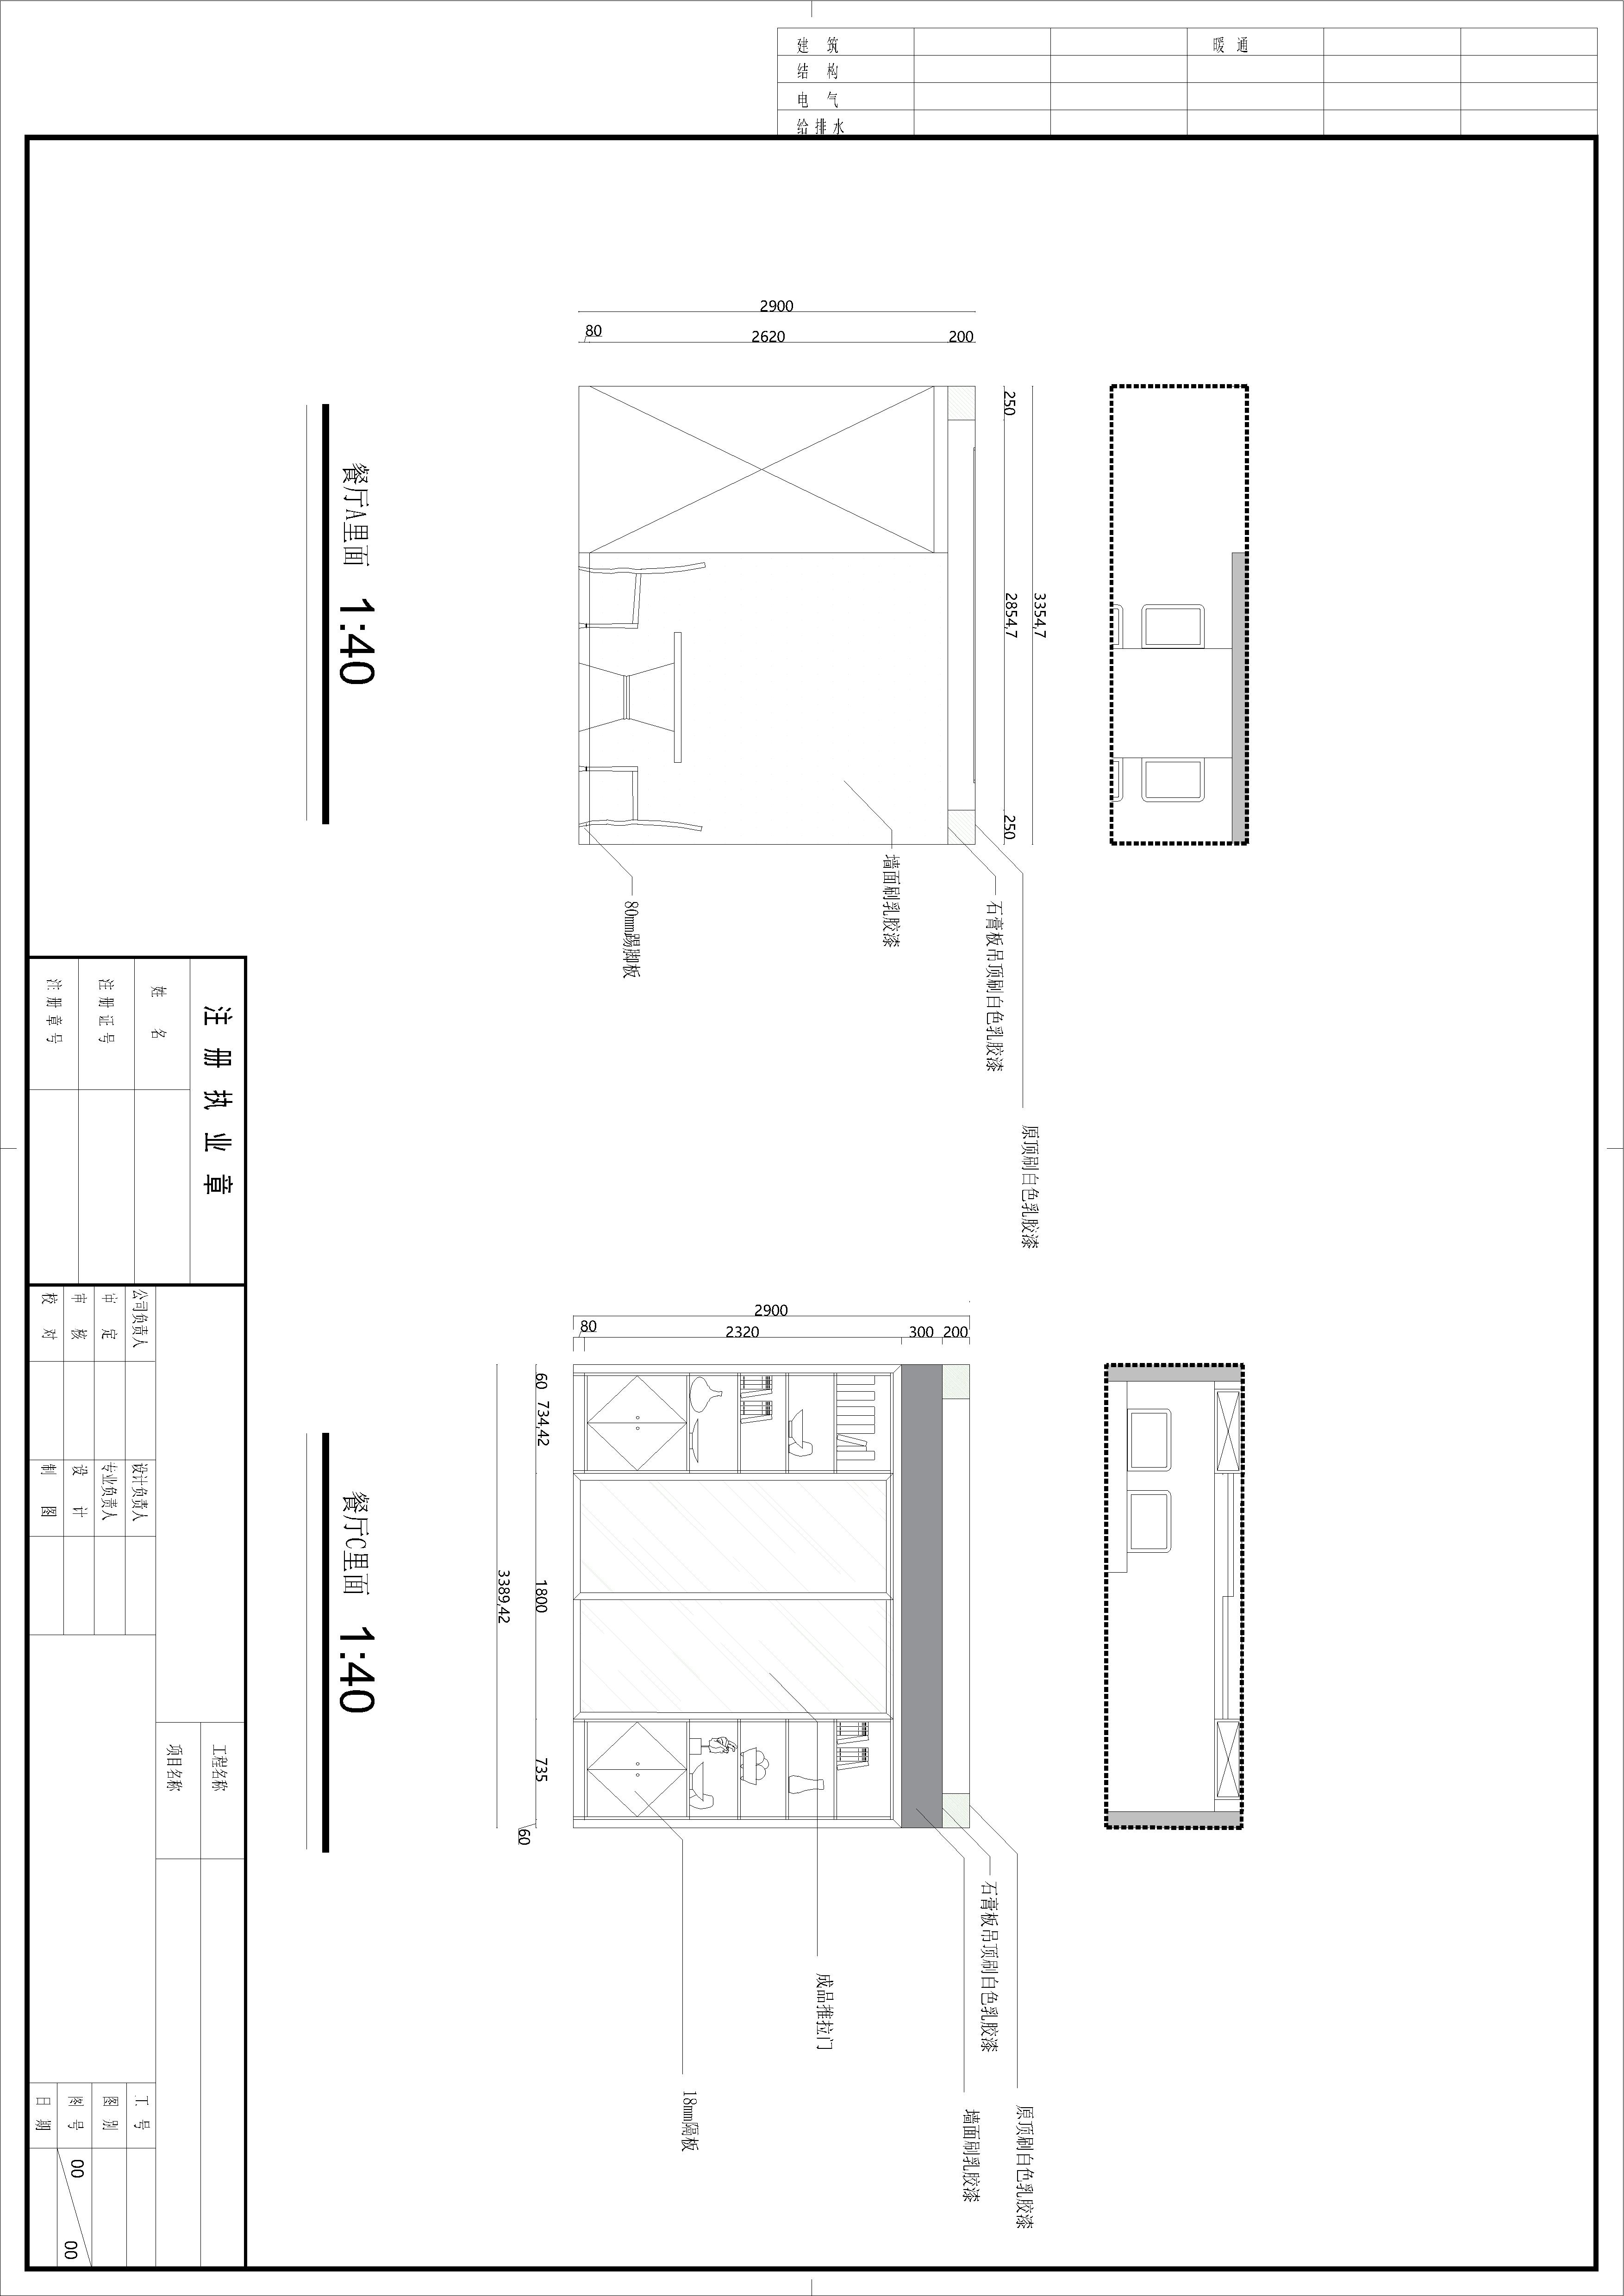 建 筑
暖 通
结 构
电 气
给 排 水
2900
80
2620
200
250
2854,7
250
3354,7
原顶刷白色乳胶漆
石膏板吊顶刷白色乳胶漆
墙面刷乳胶漆
80mm踢脚板
餐厅A里面 1:40
2900
80
2320
300
200
60
734,42
1800
735
60
3389,42
原顶刷白色乳胶漆
墙面刷乳胶漆
石膏板吊顶刷白色乳胶漆
成品推拉门
18mm隔板
餐厅C里面 1:40
注 册 执 业 章
姓 名
注 册 证 号
注 册 章 号
公司负责人
审 定
审 核
校 对
设计负责人
专业负责人
设 计
制 图
工程名称
项目名称
工 号
图 别
图 号
00
00
日 期